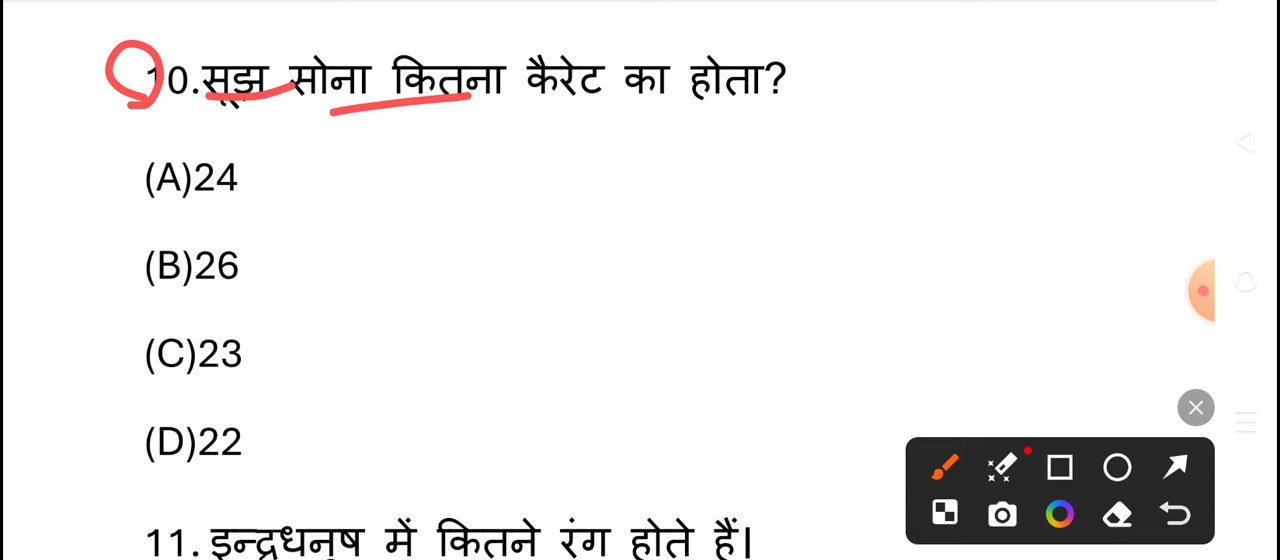 10.सूझ सोना कितना कैरेट का होता?
(A)24
(B)26
(C)23
(D)22
11. इन्द्रधनुष में कितने रंग होते हैं।